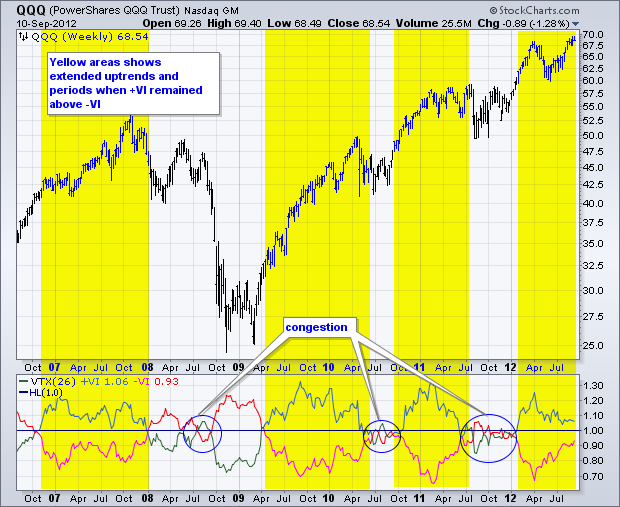 QQQ (PowerShares QQQ Trust) Nasdaq GM © StockCharts.com
10-Sep-2012 Open 69.26 High 69.40 Low 68.49 Close 68.54 Volume 25.5M Chg -0.89 (-1.28%)
QQQ (Weekly) 68.54
Yellow areas shows
extended uptrends and
periods when +VI remained
above -VI
70.0
67.5
65.0
62.5
60.0
57.5
55.0
52.5
50.0
47.5
45.0
42.5
40.0
37.5
35.0
32.5
30.0
27.5
25.0
congestion
Oct 07 Apr Jul Oct 08 Apr Jul Oct 09 Apr Jul Oct 10 Apr Jul Oct 11 Apr Jul Oct 12 Apr Jul
VTX(26) +VI 1.06 -VI 0.93
HL(1.0)
1.30
1.20
1.10
1.00
0.90
0.80
0.70
Oct 07 Apr Jul Oct 08 Apr Jul Oct 09 Apr Jul Oct 10 Apr Jul Oct 11 Apr Jul Oct 12 Apr Jul